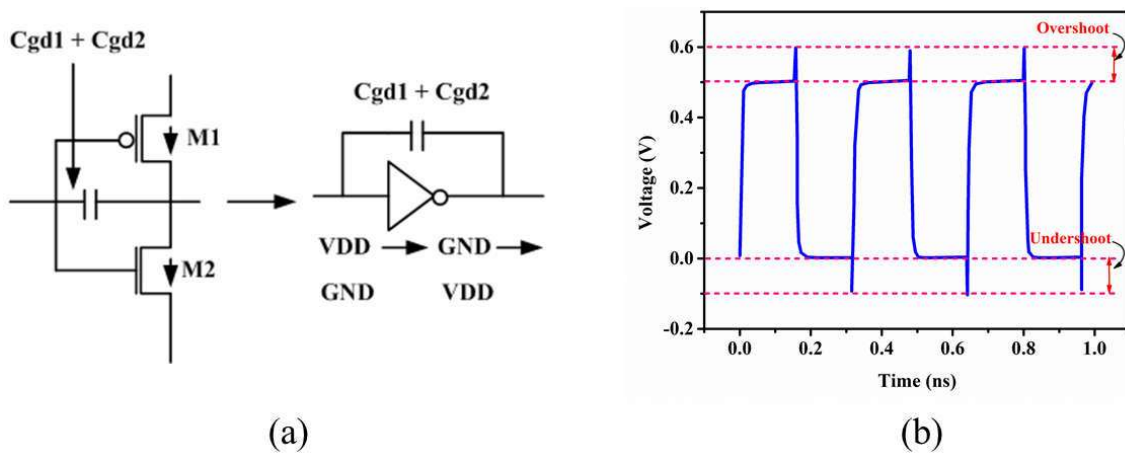 Cgd1 + Cgd2
M1
M2
Cgd1 + Cgd2
VDD GND
GND VDD
(a)
Overshoot
0.6
0.4
0.2
0.0
-0.2
Voltage (V)
Undershoot
0.0 0.2 0.4 0.6 0.8 1.0
Time (ns)
(b)